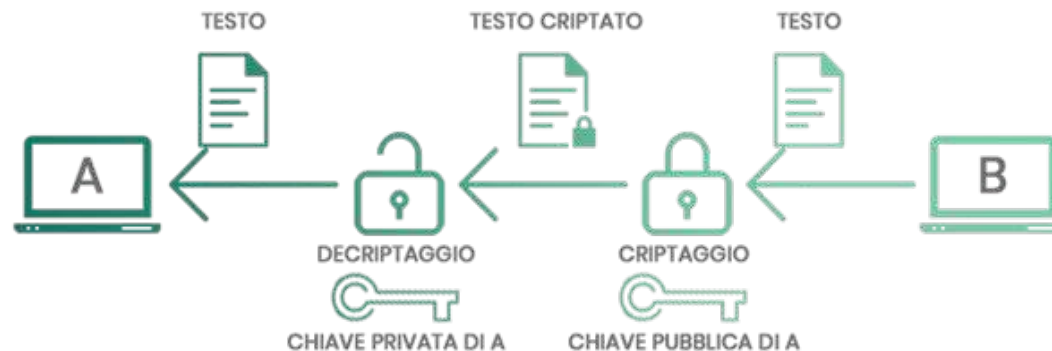 TESTO
TESTO CRIPTATO
TESTO
A
B
DECRIPTAGGIO
CRIPTAGGIO
CHIAVE PRIVATA DI A
CHIAVE PUBBLICA DI A